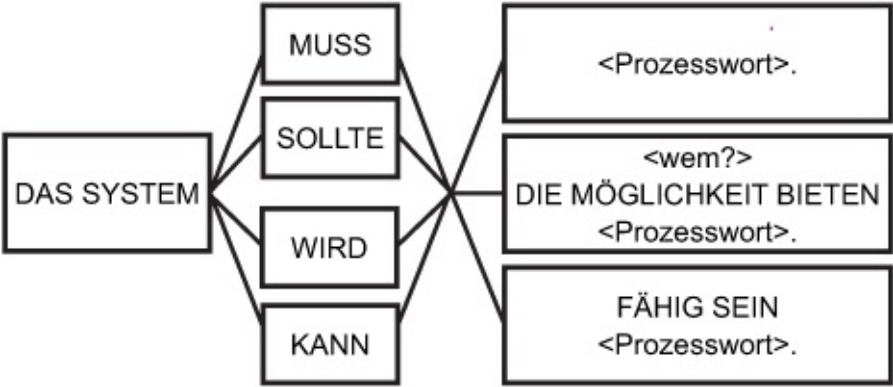 DAS SYSTEM
MUSS
SOLLTE
WIRD
KANN
<Prozesswort>.
<wem?>
DIE MÖGLICHKEIT BIETEN
<Prozesswort>.
FÄHIG SEIN
<Prozesswort>.